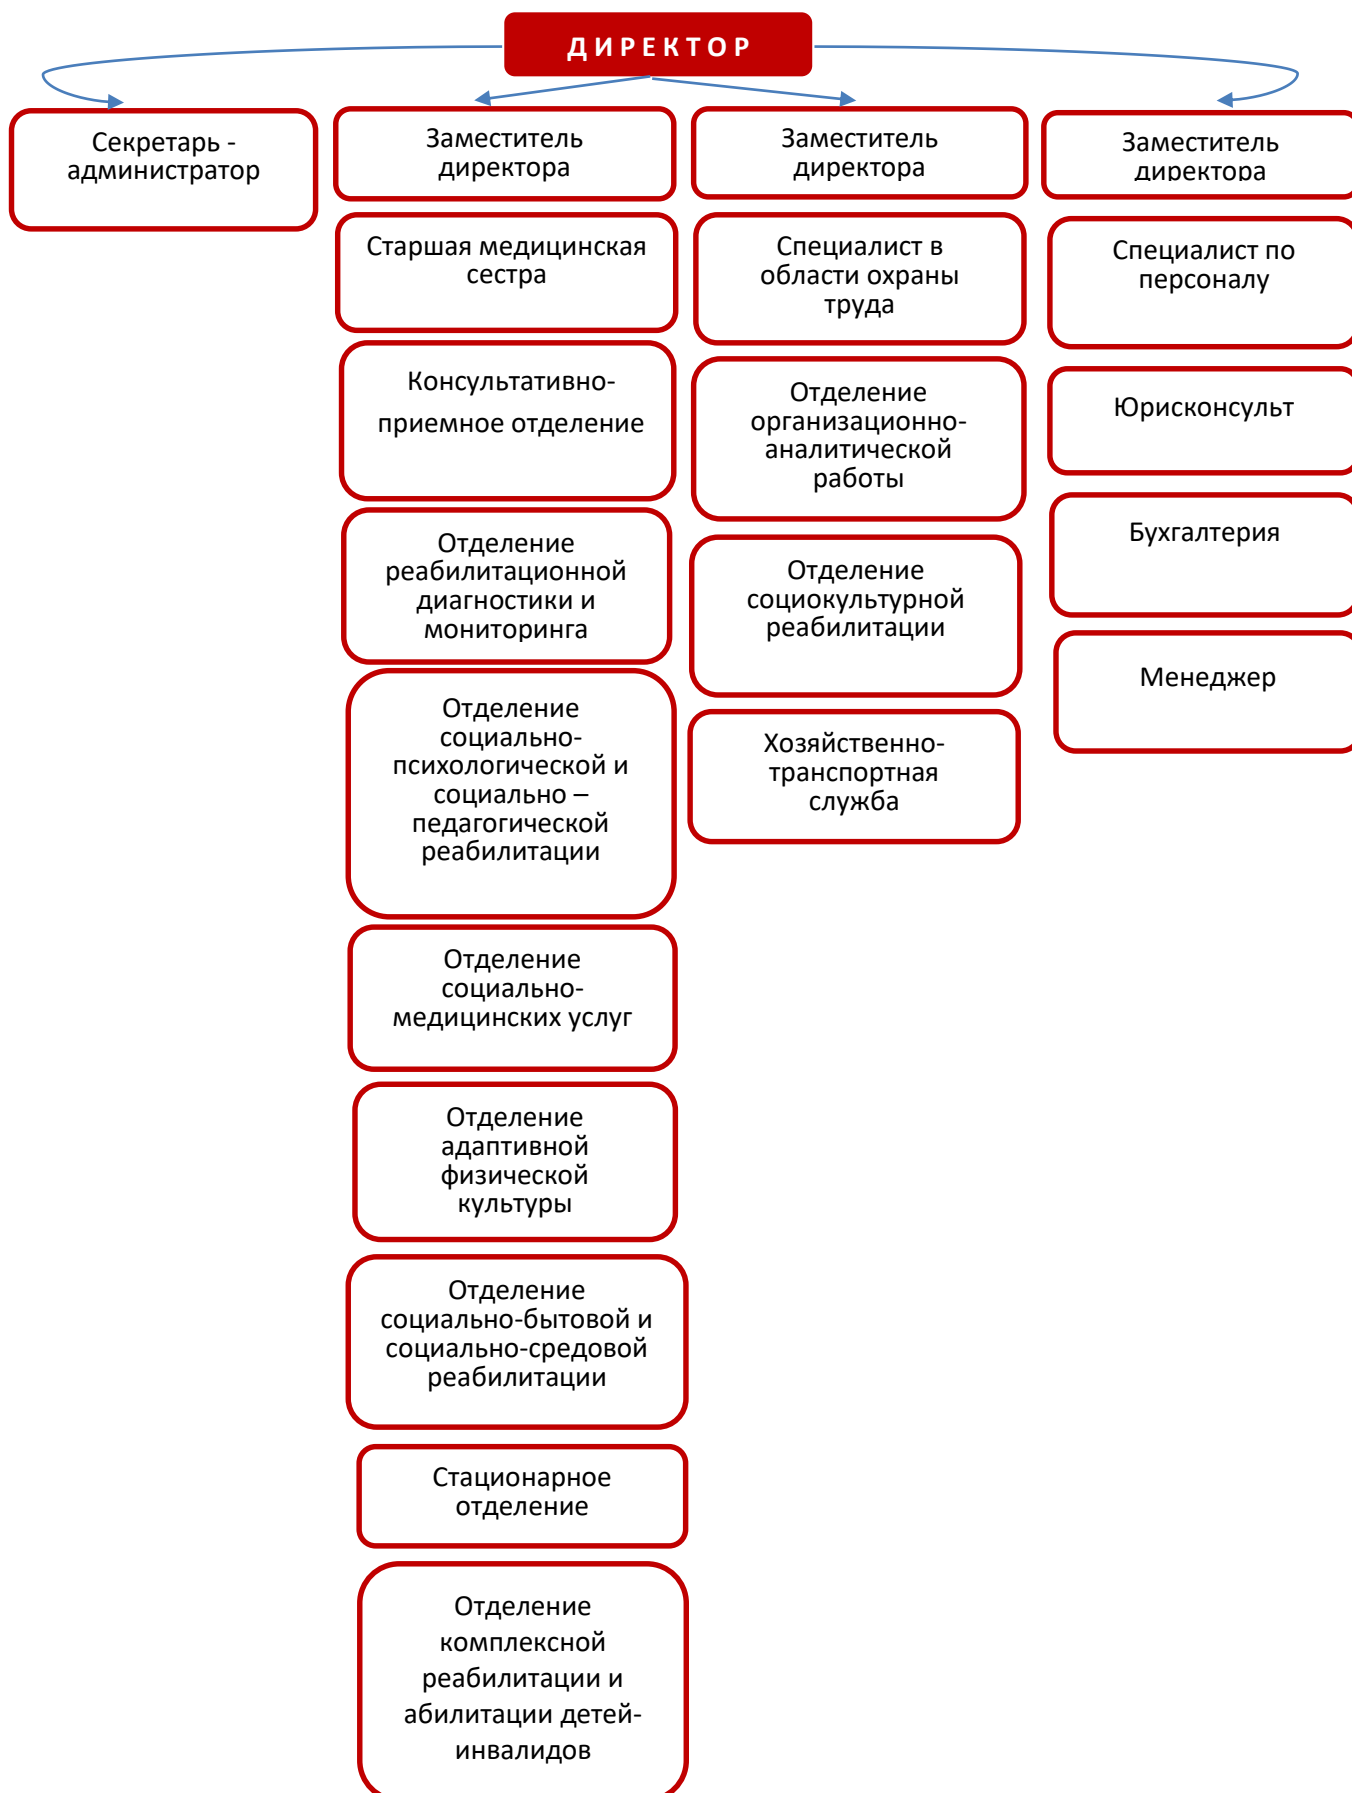 ДИРЕКТОР
Секретарь -
администратор
Заместитель
директора
Заместитель
директора
Заместитель
директора
Старшая медицинская
сестра
Консультативно-
приемное отделение
Отделение
реабилитационной
диагностики и
мониторинга
Отделение
социально-
психологической и
социально –
педагогической
реабилитации
Отделение
социально-
медицинских услуг
Отделение
адаптивной
физической
культуры
Отделение
социально-бытовой и
социально-средовой
реабилитации
Стационарное
отделение
Отделение
комплексной
реабилитации и
абилитации детей-
инвалидов
Специалист в
области охраны
труда
Отделение
организационно-
аналитической
работы
Отделение
социокультурной
реабилитации
Хозяйственно-
транспортная
служба
Специалист по
персоналу
Юрисконсульт
Бухгалтерия
Менеджер